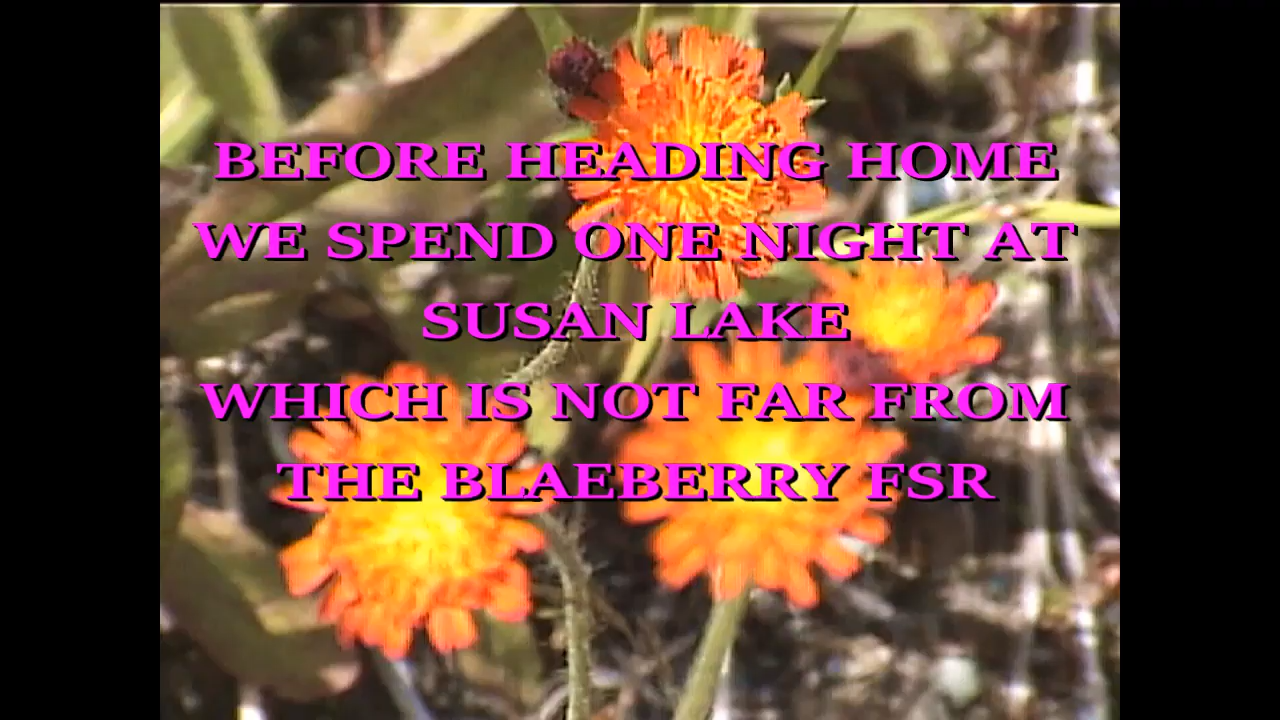 BEFORE HEADING HOME
WE SPEND ONE NIGHT AT
SUSAN LAKE
WHICH IS NOT FAR FROM
THE BLAEBERRY FSR